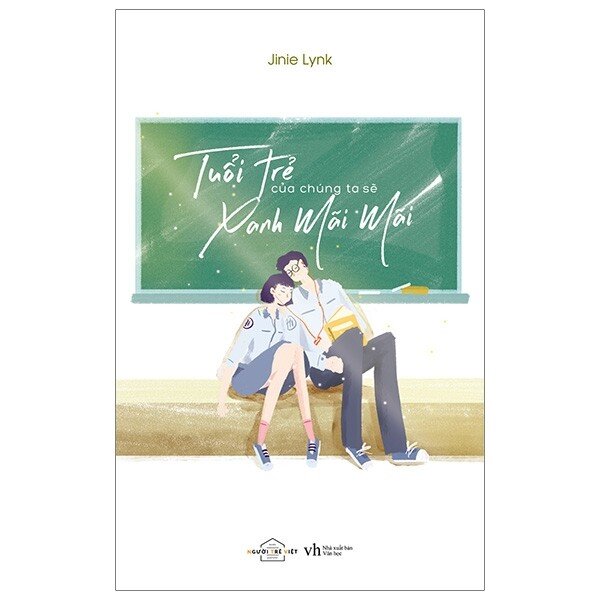 Jinie Lynk
Tuổi trẻ
của chúng ta sẽ
Xanh Mãi Mãi
NGƯỜI TRẺ VIỆT
vh Nhà xuất bản
Văn học